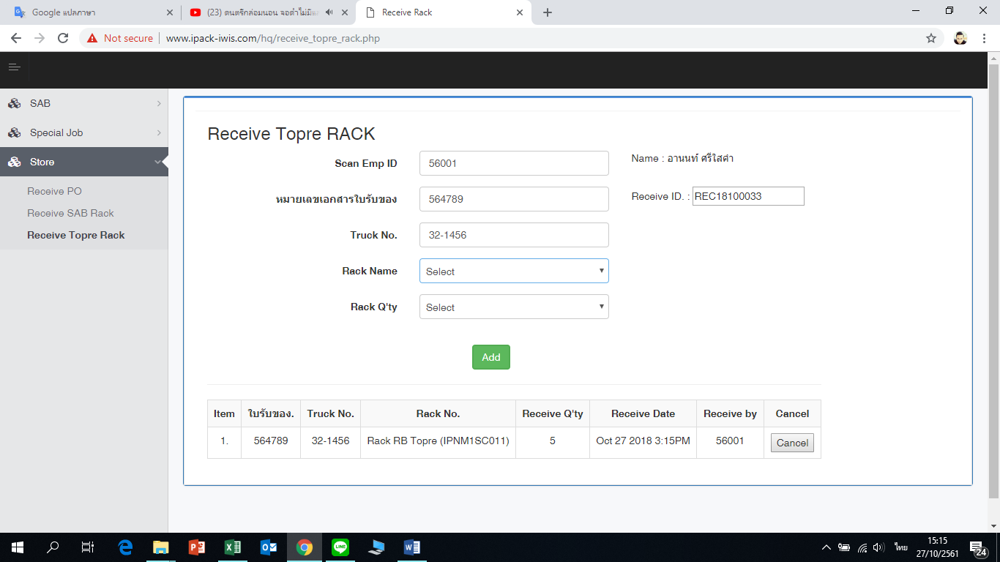 Google แปลภาษา
(23) ดนตรีกล่อมนอน จอดำไม่มีแ
Receive Rack
Not secure
www.ipack-iwis.com/hq/receive_topre_rack.php
SAB
Special Job
Store
Receive PO
Receive SAB Rack
Receive Topre Rack
Receive Topre RACK
Scan Emp ID 56001 Name : อานนท์ ศรีใสคำ
หมายเลขเอกสารใบรับของ 564789 Receive ID. : REC18100033
Truck No. 32-1456
Rack Name Select
Rack Q'ty Select
Add
Item ใบรับของ. Truck No. Rack No. Receive Q'ty Receive Date Receive by Cancel
1. 564789 32-1456 Rack RB Topre (IPNM1SC011) 5 Oct 27 2018 3:15PM 56001 Cancel
ไทย
15:15
27/10/2561
24